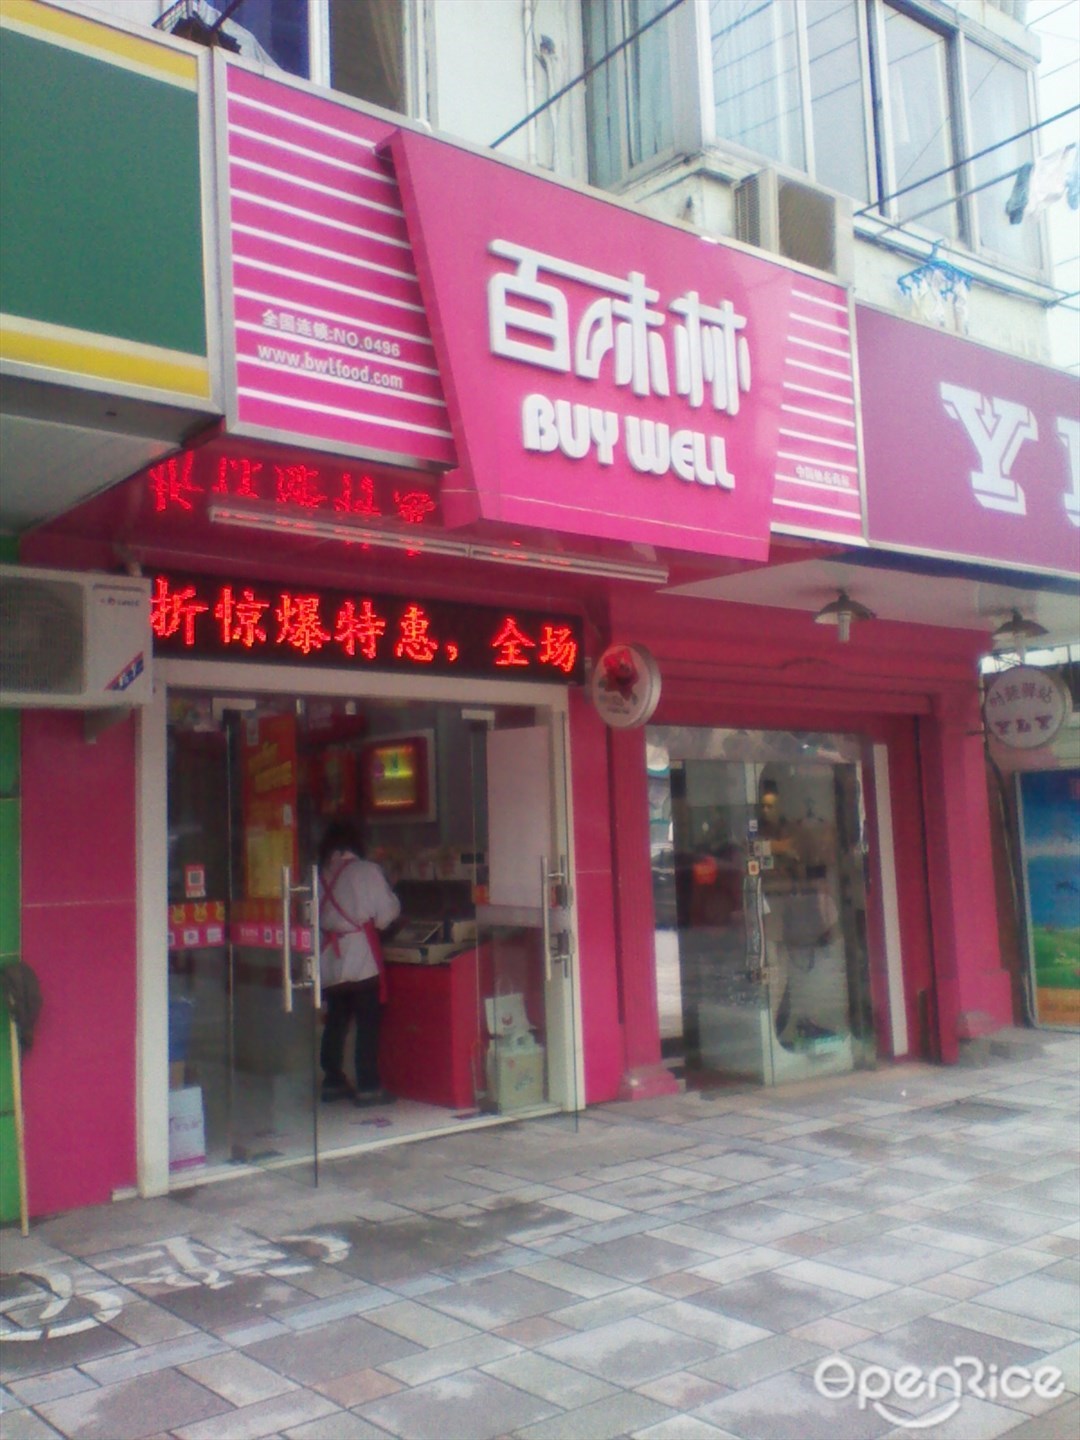 全国连锁:NO.0496
www.bwlfood.com
百味林
BUY WELL
折惊爆特惠，全场
Y
YLY
OpenRice